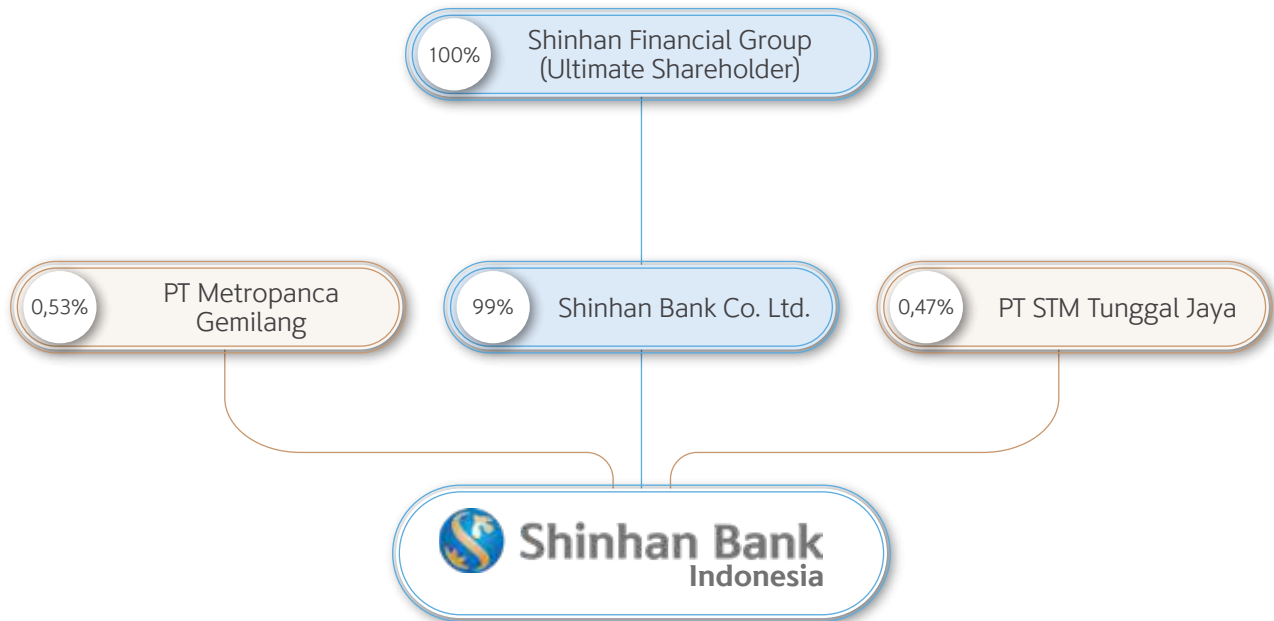 100%
Shinhan Financial Group
(Ultimate Shareholder)
0,53%
PT Metropanca
Gemilang
99%
Shinhan Bank Co. Ltd.
0,47%
PT STM Tunggal Jaya
Shinhan Bank
Indonesia